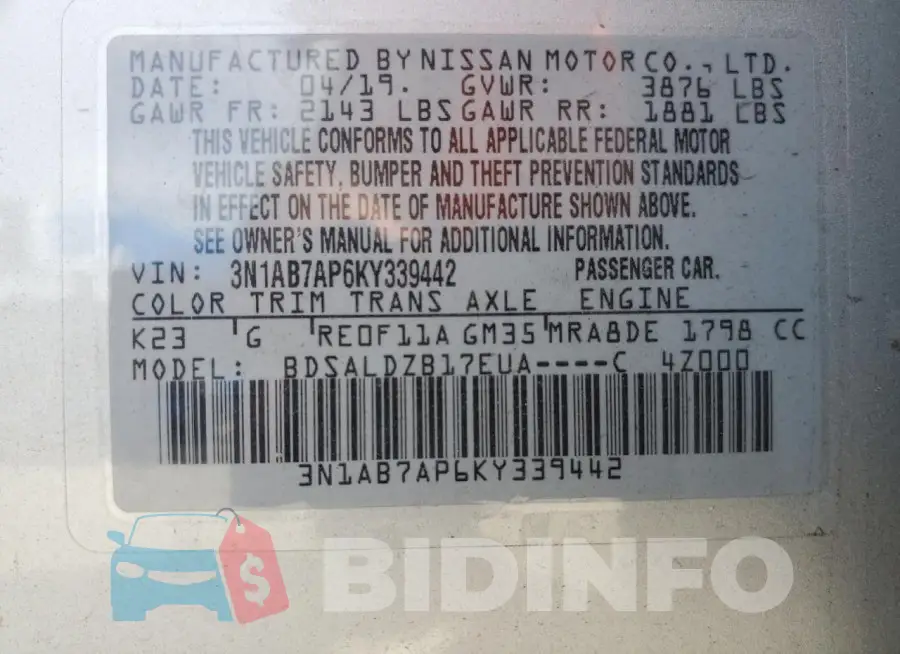 MANUFACTURED BY NISSAN MOTOR CO., LTD.
DATE: 04/19. GVWR: 3876 LBS
GAWR FR: 2143 LBS GAWR RR: 1881 LBS
THIS VEHICLE CONFORMS TO ALL APPLICABLE FEDERAL MOTOR
VEHICLE SAFETY, BUMPER AND THEFT PREVENTION STANDARDS
IN EFFECT ON THE DATE OF MANUFACTURE SHOWN ABOVE.
SEE OWNER'S MANUAL FOR ADDITIONAL INFORMATION.
VIN: 3N1AB7AP6KY339442 PASSENGER CAR.
COLOR TRIM TRANS AXLE ENGINE
K23 G RE0F11A GM35 MRA8DE 1798 CC
MODEL: BDSALDZB17EUA----C 4Z000
3N1AB7AP6KY339442
$ BIDINFO